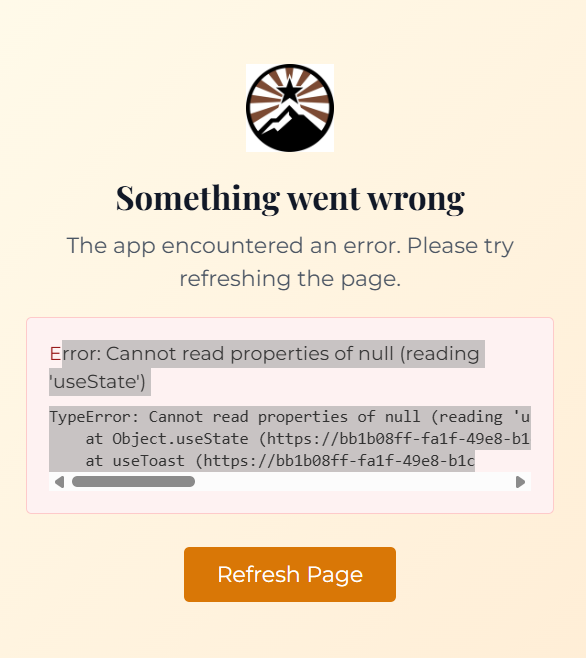 Something went wrong
The app encountered an error. Please try
refreshing the page.
Error: Cannot read properties of null (reading
'useState')
TypeError: Cannot read properties of null (reading 'u
at Object.useState (https://bb1b08ff-fa1f-49e8-b1
at useToast (https://bb1b08ff-fa1f-49e8-b1c
Refresh Page